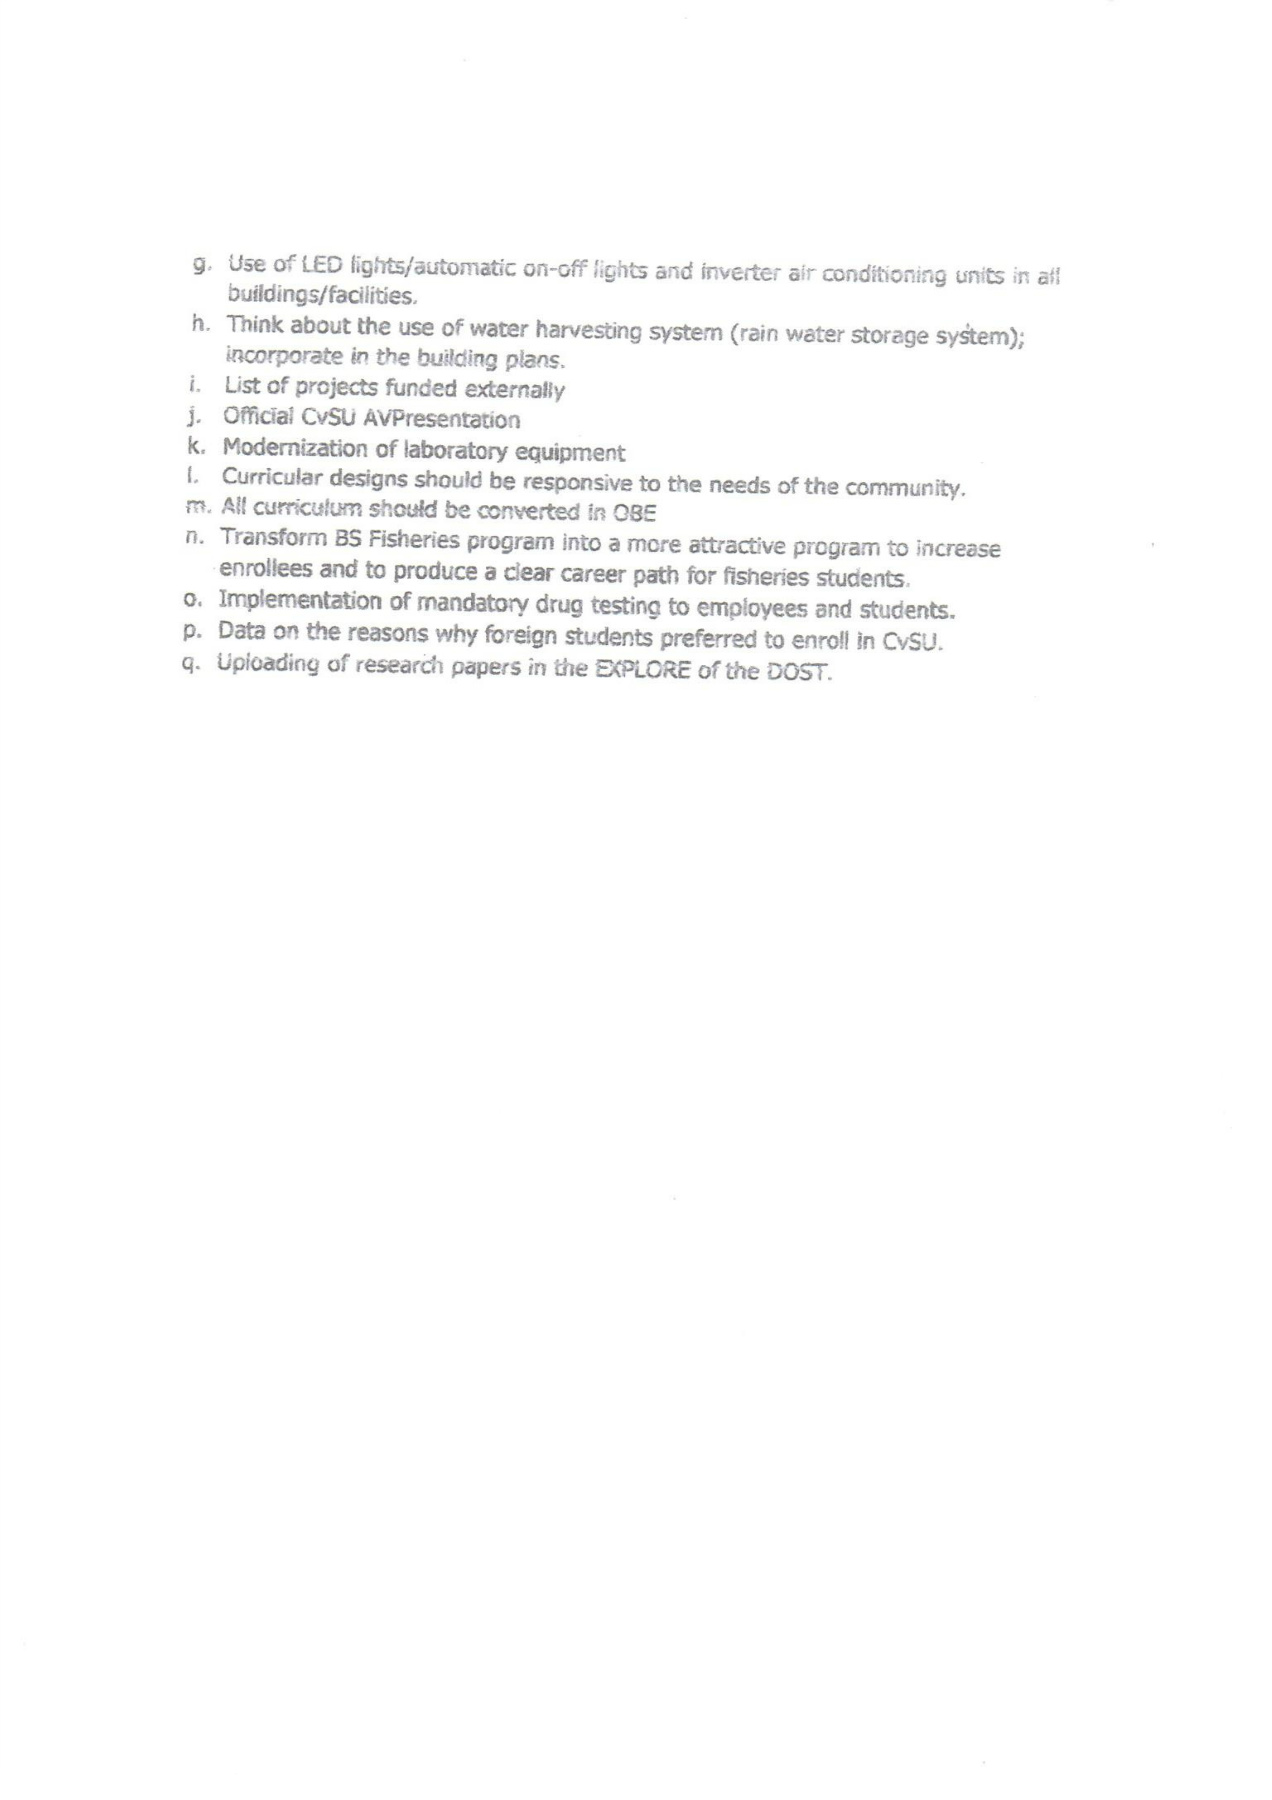 g. Use of LED lights/automatic on-off lights and inverter air conditioning units in all
buildings/facilities.
h. Think about the use of water harvesting system (rain water storage system);
incorporate in the building plans.
i. List of projects funded externally
j. Official CvSU AVPresentation
k. Modernization of laboratory equipment
l. Curricular designs should be responsive to the needs of the community.
m. All curriculum should be converted in OBE
n. Transform BS Fisheries program into a more attractive program to increase
enrollees and to produce a clear career path for fisheries students.
o. Implementation of mandatory drug testing to employees and students.
p. Data on the reasons why foreign students preferred to enroll in CvSU.
q. Uploading of research papers in the EXPLORE of the DOST.